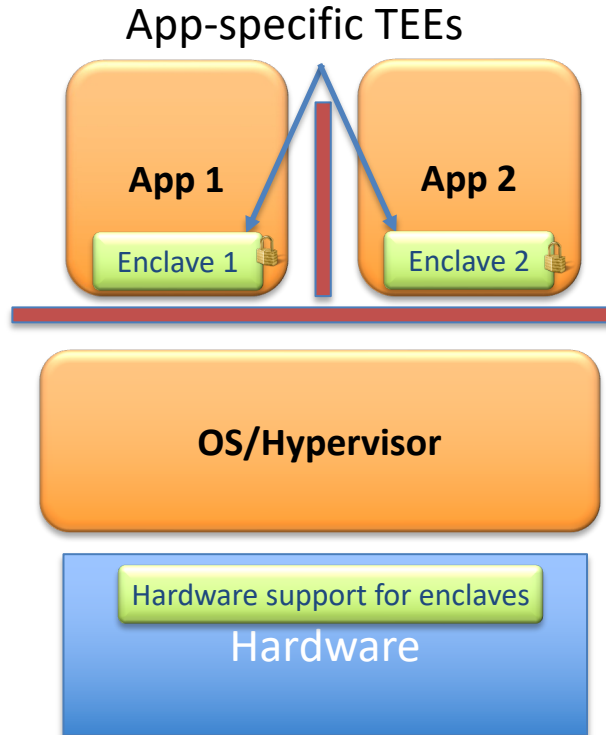 App-specific TEEs
App 1
App 2
Enclave 1
Enclave 2
OS/Hypervisor
Hardware support for enclaves
Hardware